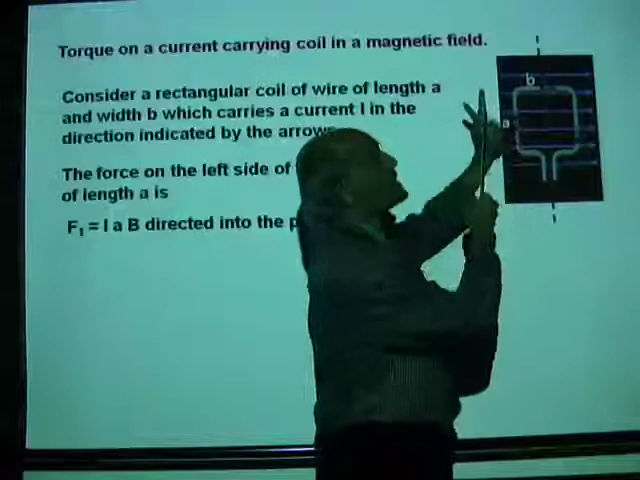 Torque on a current carrying coil in a magnetic field.
Consider a rectangular coil of wire of length a
and width b which carries a current I in the
direction indicated by the arrows
The force on the left side of
of length a is
F₁ = I a B directed into the
b
a